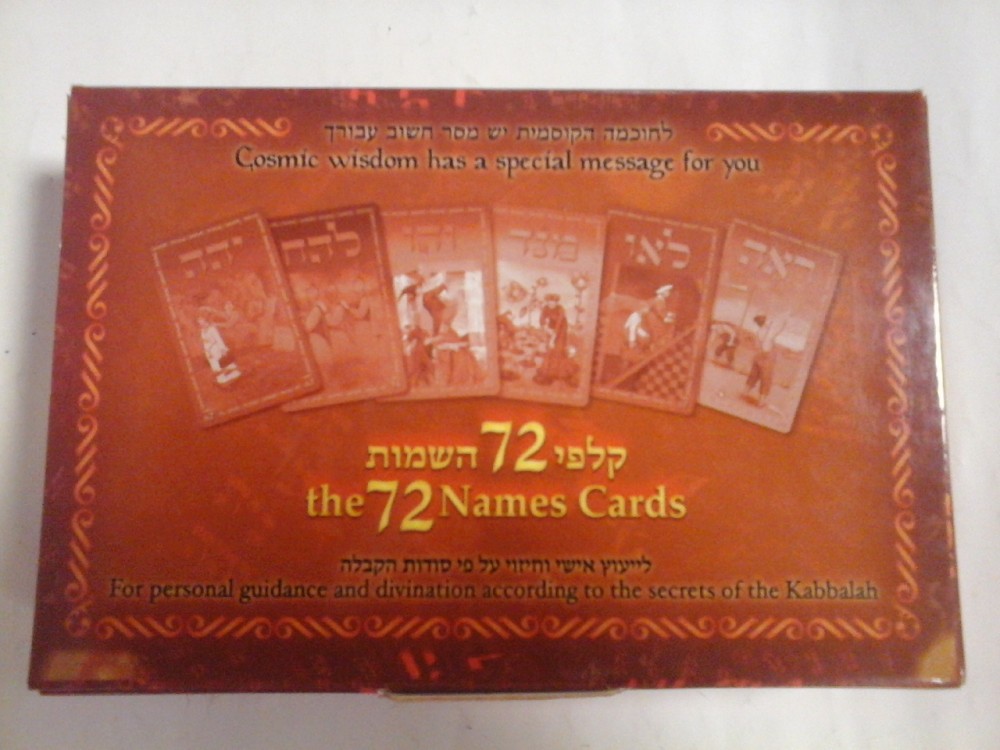 לחוכמה הקוסמית יש מסר חשוב עבורך
Cosmic wisdom has a special message for you
יהה
להח
והו
מנד
לאו
ראה
קלפי 72 השמות
the 72 Names Cards
לייעוץ אישי וחיזוי על פי סודות הקבלה
For personal guidance and divination according to the secrets of the Kabbalah